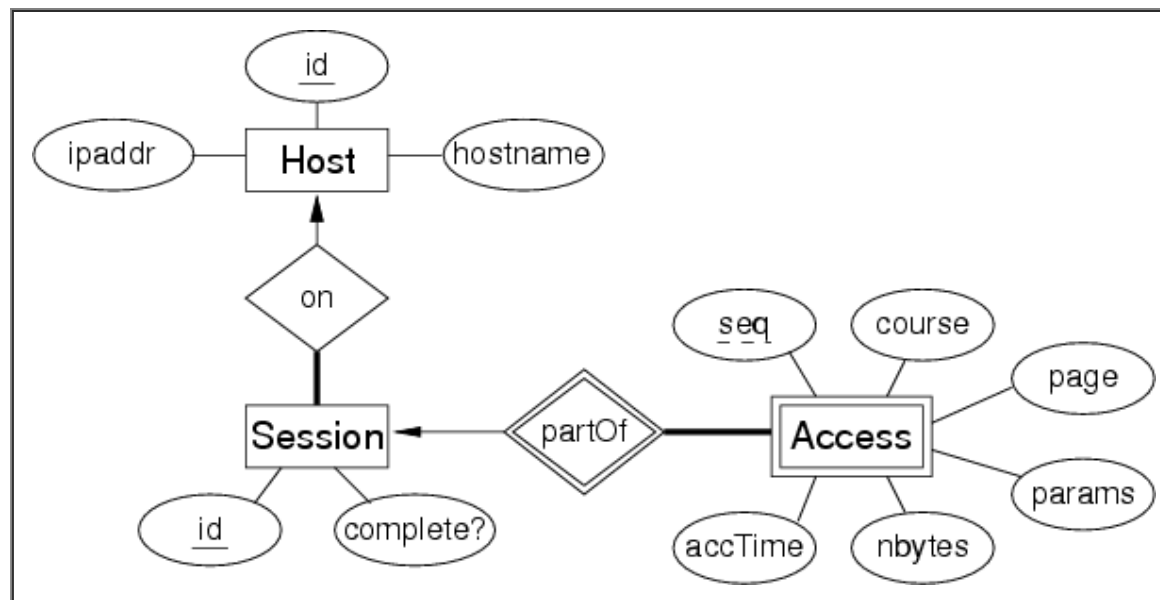 id
ipaddr
Host
hostname
on
seq
course
page
partOf
Session
Access
params
id
complete?
accTime
nbytes